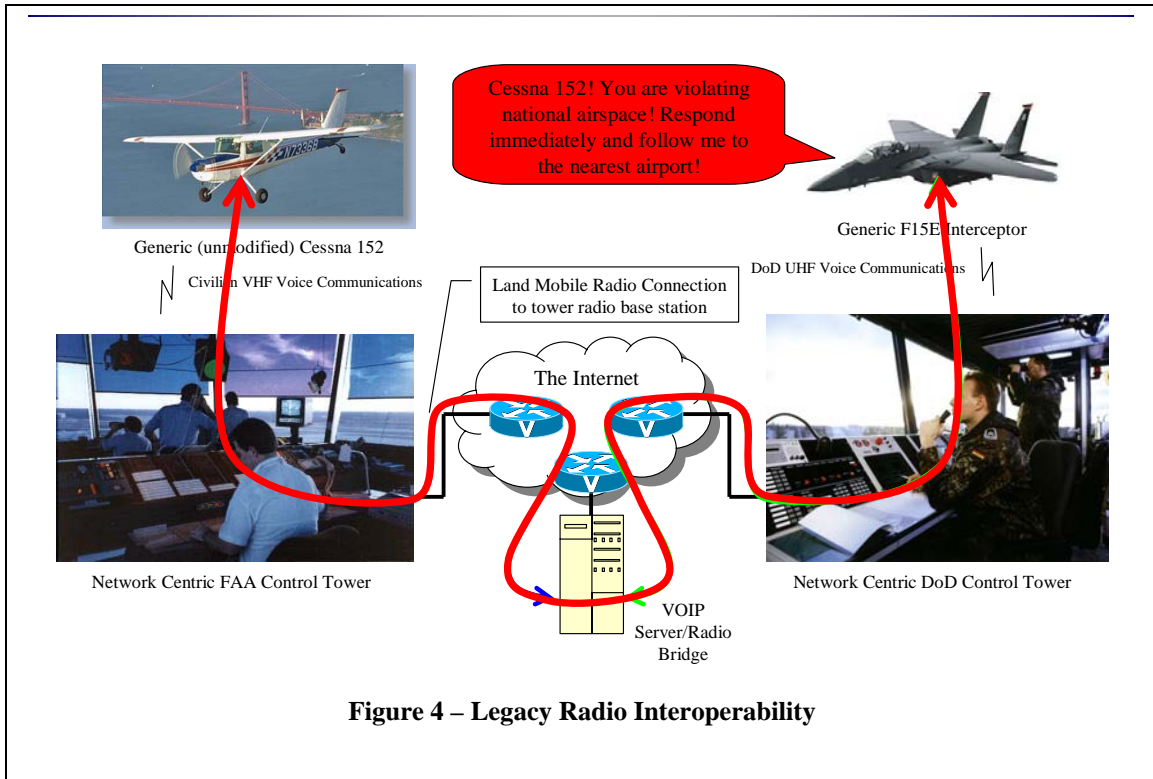 Cessna 152! You are violating
national airspace! Respond
immediately and follow me to
the nearest airport!
N7336B
Generic (unmodified) Cessna 152
Generic F15E Interceptor
Civilian VHF Voice Communications
DoD UHF Voice Communications
Land Mobile Radio Connection
to tower radio base station
The Internet
V
V
V
Network Centric FAA Control Tower
Network Centric DoD Control Tower
VOIP
Server/Radio
Bridge
Figure 4 – Legacy Radio Interoperability